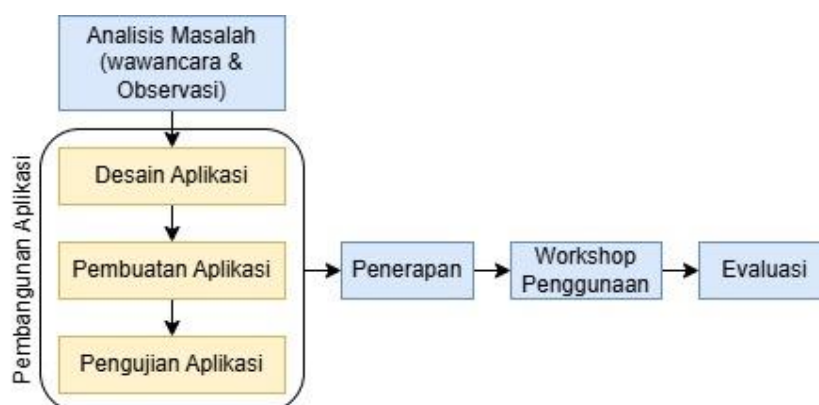 Analisis Masalah
(wawancara &
Observasi)
Pembangunan Aplikasi
Desain Aplikasi
Pembuatan Aplikasi
Pengujian Aplikasi
Penerapan
Workshop
Penggunaan
Evaluasi